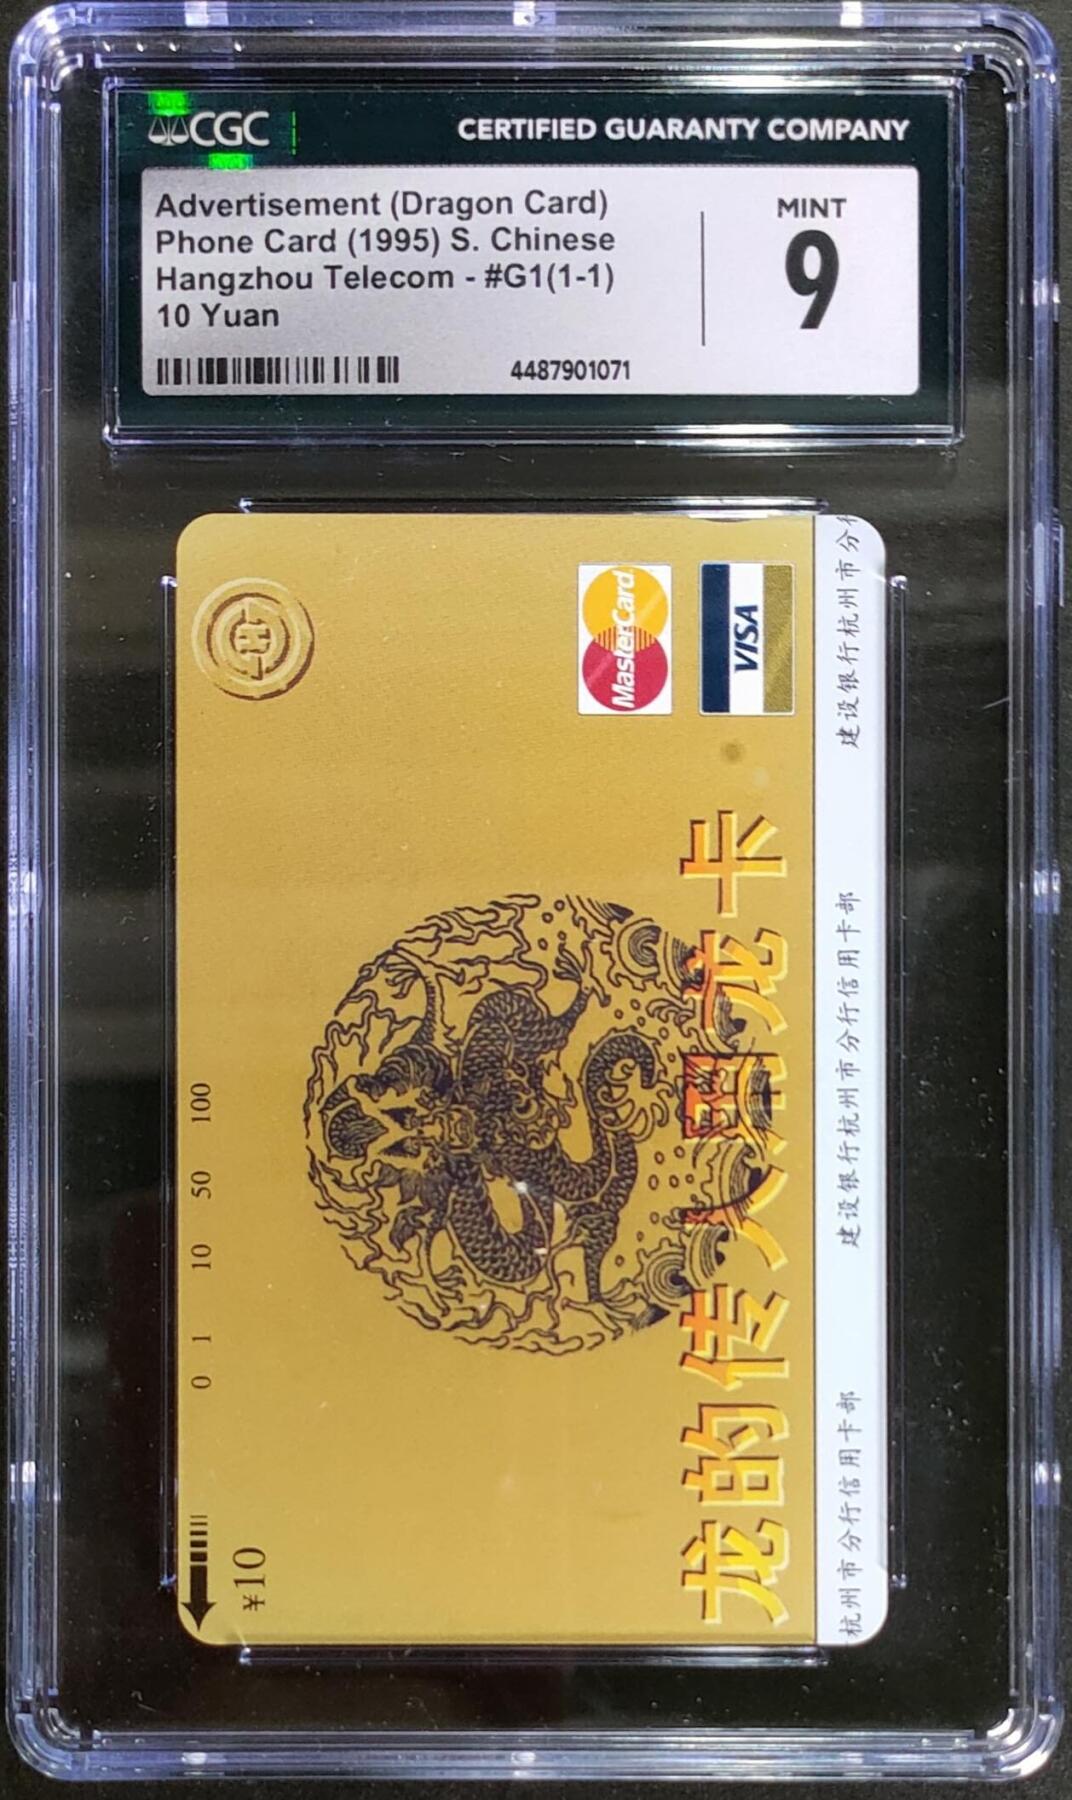 CGC
CERTIFIED GUARANTY COMPANY
Advertisement (Dragon Card)
Phone Card (1995) S. Chinese
Hangzhou Telecom - #G1(1-1)
10 Yuan
4487901071
MINT
9
MasterCard
VISA
0 1 10 50 100
¥10
龙的传人用龙卡
杭州市分行信用卡部 建设银行杭州市分行信用卡部 建设银行杭州市分行